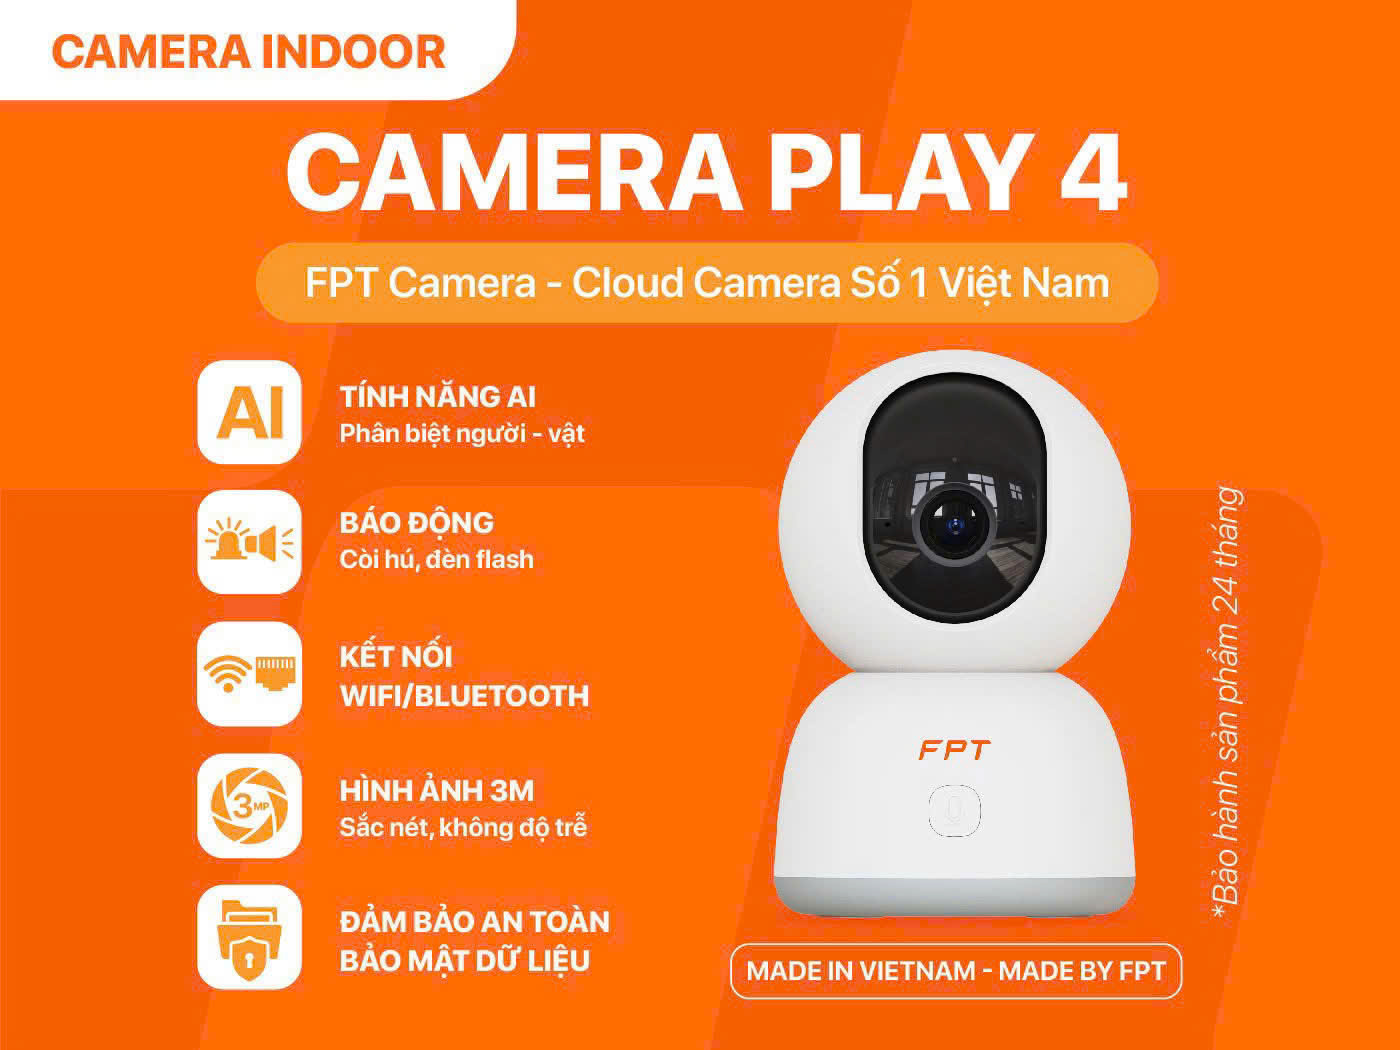 CAMERA INDOOR
CAMERA PLAY 4
FPT Camera - Cloud Camera Số 1 Việt Nam
AI
TÍNH NĂNG AI
Phân biệt người - vật
BÁO ĐỘNG
Còi hú, đèn flash
KẾT NỐI
WIFI/BLUETOOTH
3MP
HÌNH ẢNH 3M
Sắc nét, không độ trễ
ĐẢM BẢO AN TOÀN
BẢO MẬT DỮ LIỆU
FPT
*Bảo hành sản phẩm 24 tháng
MADE IN VIETNAM - MADE BY FPT